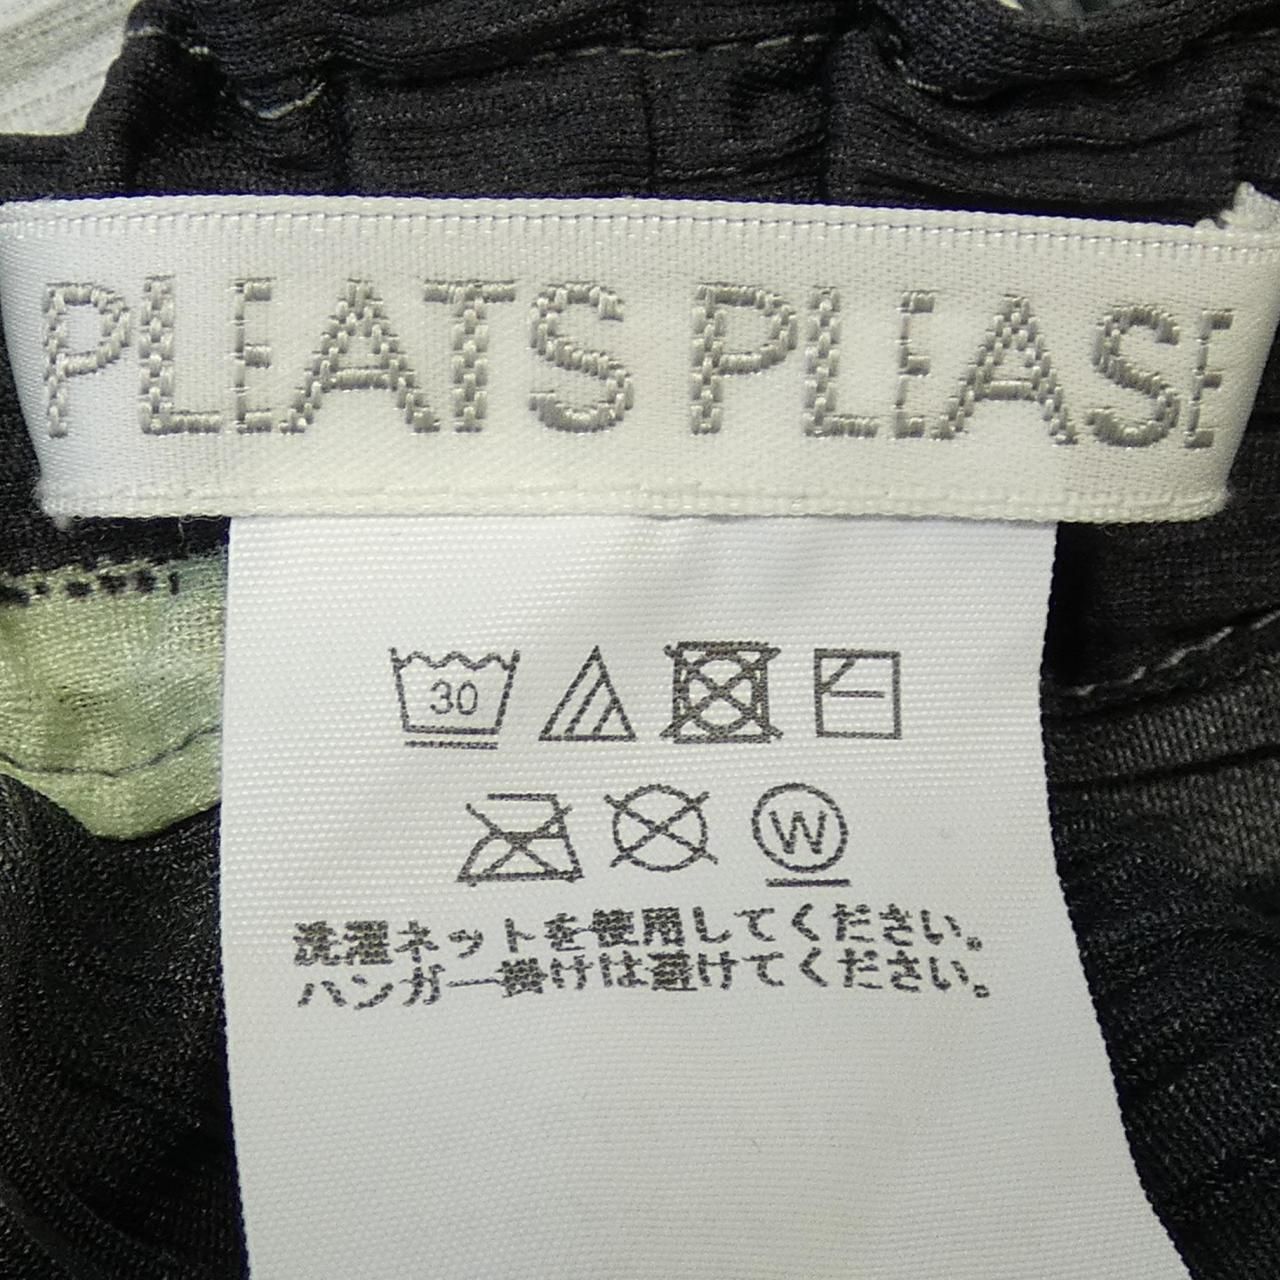 PLEATS PLEASE
30
W
洗濯ネットを使用してください。
ハンガー掛けは避けてください。